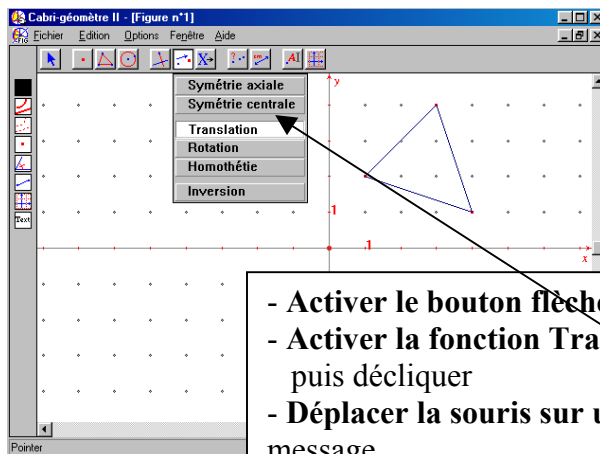 Cabri-géomètre II - [Figure n°1]
Fichier Edition Options Fenêtre Aide
Symétrie axiale
Symétrie centrale
Translation
Rotation
Homothétie
Inversion
Text
y
1
1
x
- Activer le bouton flèche
- Activer la fonction Tra
puis décliquer
- Déplacer la souris sur u
message
Pointer